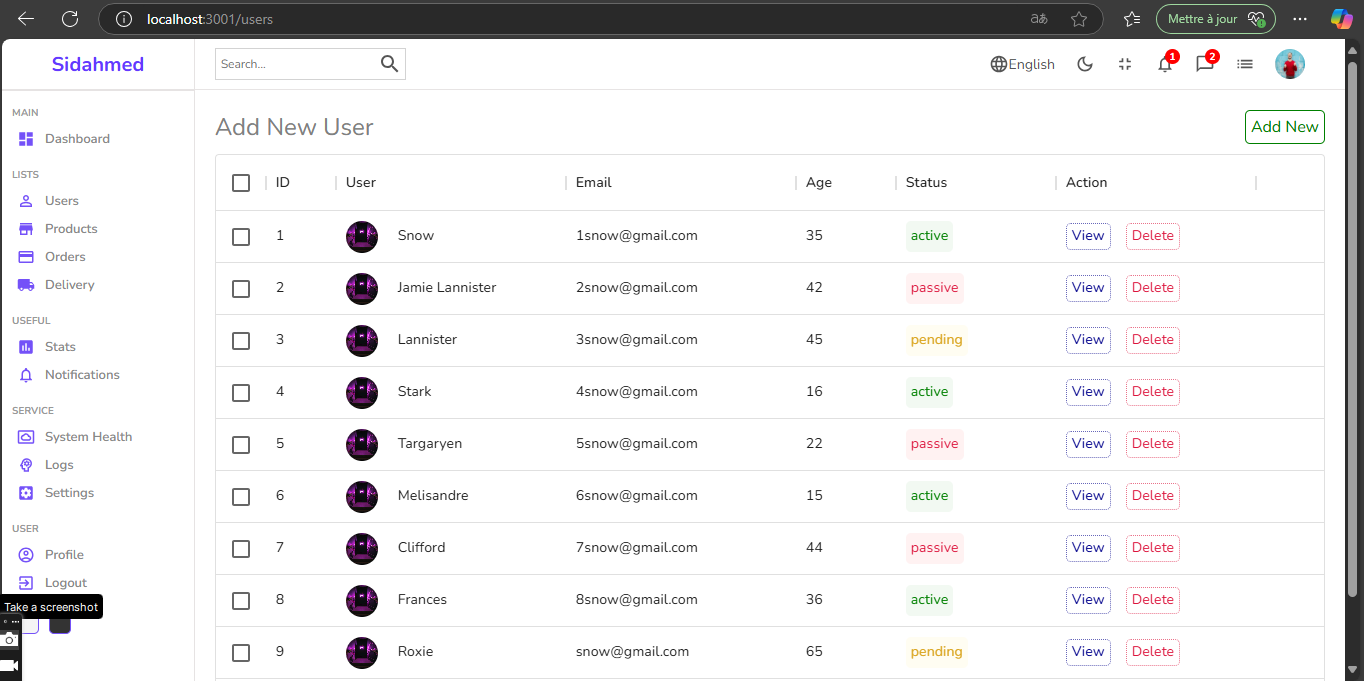 localhost:3001/users
aあ
Mettre à jour
Sidahmed
Search...
English
1
2
MAIN
Dashboard
LISTS
Users
Products
Orders
Delivery
USEFUL
Stats
Notifications
SERVICE
System Health
Logs
Settings
USER
Profile
Logout
Take a screenshot
Add New User
Add New
ID User Email Age Status Action
1 Snow 1snow@gmail.com 35 active View Delete
2 Jamie Lannister 2snow@gmail.com 42 passive View Delete
3 Lannister 3snow@gmail.com 45 pending View Delete
4 Stark 4snow@gmail.com 16 active View Delete
5 Targaryen 5snow@gmail.com 22 passive View Delete
6 Melisandre 6snow@gmail.com 15 active View Delete
7 Clifford 7snow@gmail.com 44 passive View Delete
8 Frances 8snow@gmail.com 36 active View Delete
9 Roxie snow@gmail.com 65 pending View Delete